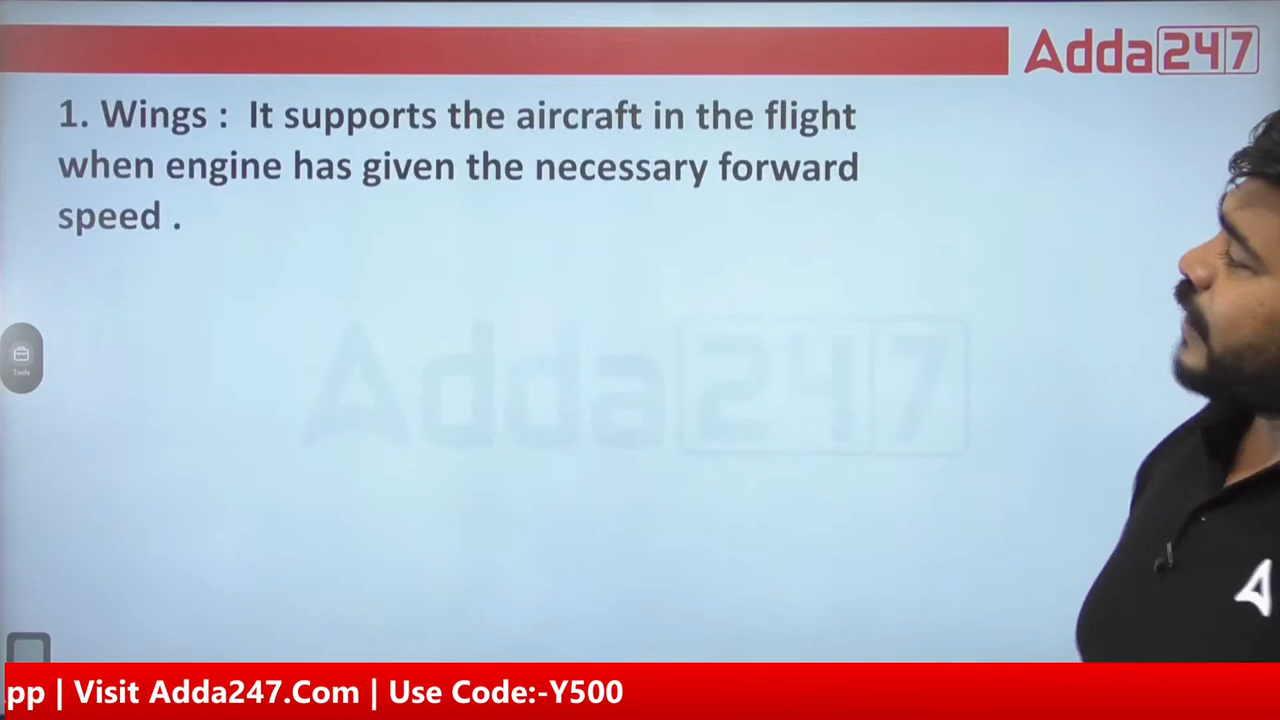 Adda247
1. Wings : It supports the aircraft in the flight
when engine has given the necessary forward
speed .
Adda247
Tools
pp | Visit Adda247.Com | Use Code:-Y500